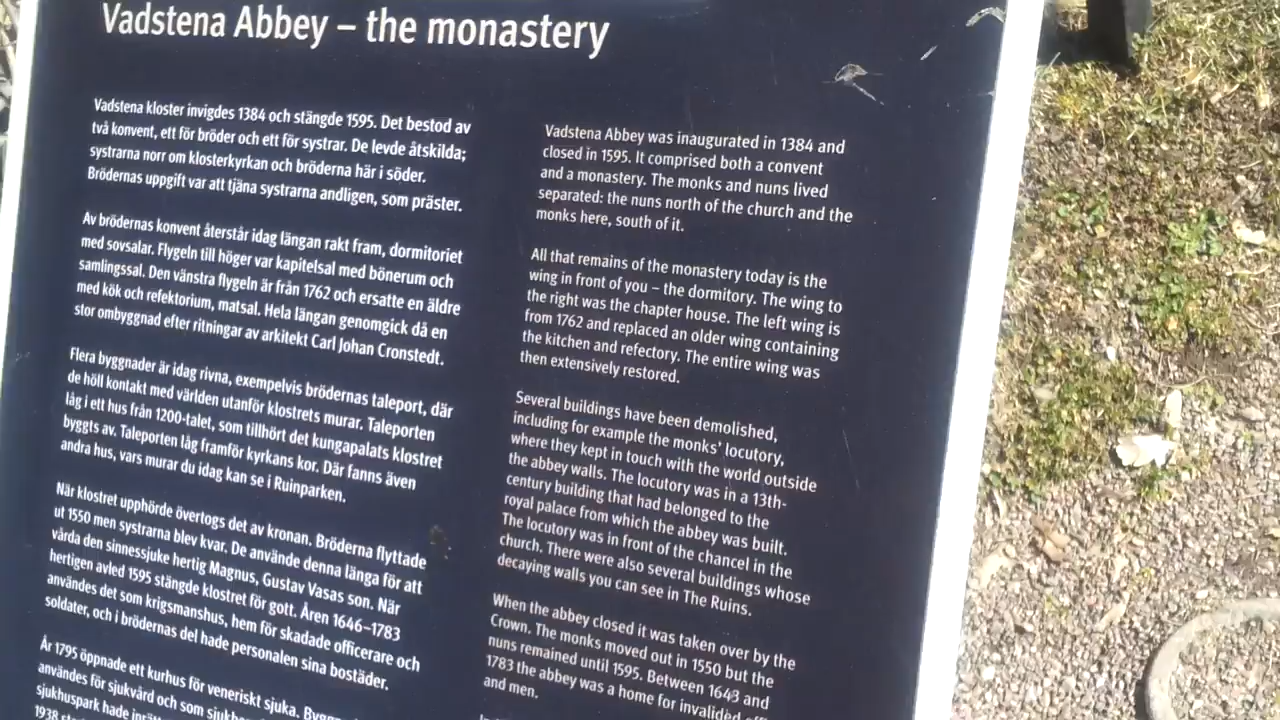 Vadstena Abbey – the monastery
Vadstena kloster invigdes 1384 och stängde 1595. Det bestod av
två konvent, ett för bröder och ett för systrar. De levde åtskilda;
systrarna norr om klosterkyrkan och bröderna här i söder.
Brödernas uppgift var att tjäna systrarna andligen, som präster.
Av brödernas konvent återstår idag längan rakt fram, dormitoriet
med sovsalar. Flygeln till höger var kapitelsal med bönerum och
samlingssal. Den vänstra flygeln är från 1762 och ersatte en äldre
med kök och refektorium, matsal. Hela längan genomgick då en
stor ombyggnad efter ritningar av arkitekt Carl Johan Cronstedt.
Flera byggnader är idag rivna, exempelvis brödernas taleport, där
de höll kontakt med världen utanför klostrets murar. Taleporten
låg i ett hus från 1200-talet, som tillhört det kungapalats klostret
byggts av. Taleporten låg framför kyrkans kor. Där fanns även
andra hus, vars murar du idag kan se i Ruinparken.
När klostret upphörde övertogs det av kronan. Bröderna flyttade
ut 1550 men systrarna blev kvar. De använde denna länga för att
vårda den sinnessjuke hertig Magnus, Gustav Vasas son. När
hertigen avled 1595 stängde klostret för gott. Åren 1646–1783
användes det som krigsmanshus, hem för skadade officerare och
soldater, och i brödernas del hade personalen sina bostäder.
År 1795 öppnade ett kurhus för veneriskt sjuka.
användes för sjukvård och som
sjukhuspark hade
1938
Vadstena Abbey was inaugurated in 1384 and
closed in 1595. It comprised both a convent
and a monastery. The monks and nuns lived
separated: the nuns north of the church and the
monks here, south of it.
All that remains of the monastery today is the
wing in front of you – the dormitory. The wing to
the right was the chapter house. The left wing is
from 1762 and replaced an older wing containing
the kitchen and refectory. The entire wing was
then extensively restored.
Several buildings have been demolished,
including for example the monks' locutory,
where they kept in touch with the world outside
the abbey walls. The locutory was in a 13th-
century building that had belonged to the
royal palace from which the abbey was built.
The locutory was in front of the chancel in the
church. There were also several buildings whose
decaying walls you can see in The Ruins.
When the abbey closed it was taken over by the
Crown. The monks moved out in 1550 but the
nuns remained until 1595. Between 1643 and
1783 the abbey was a home for invalided
and men.